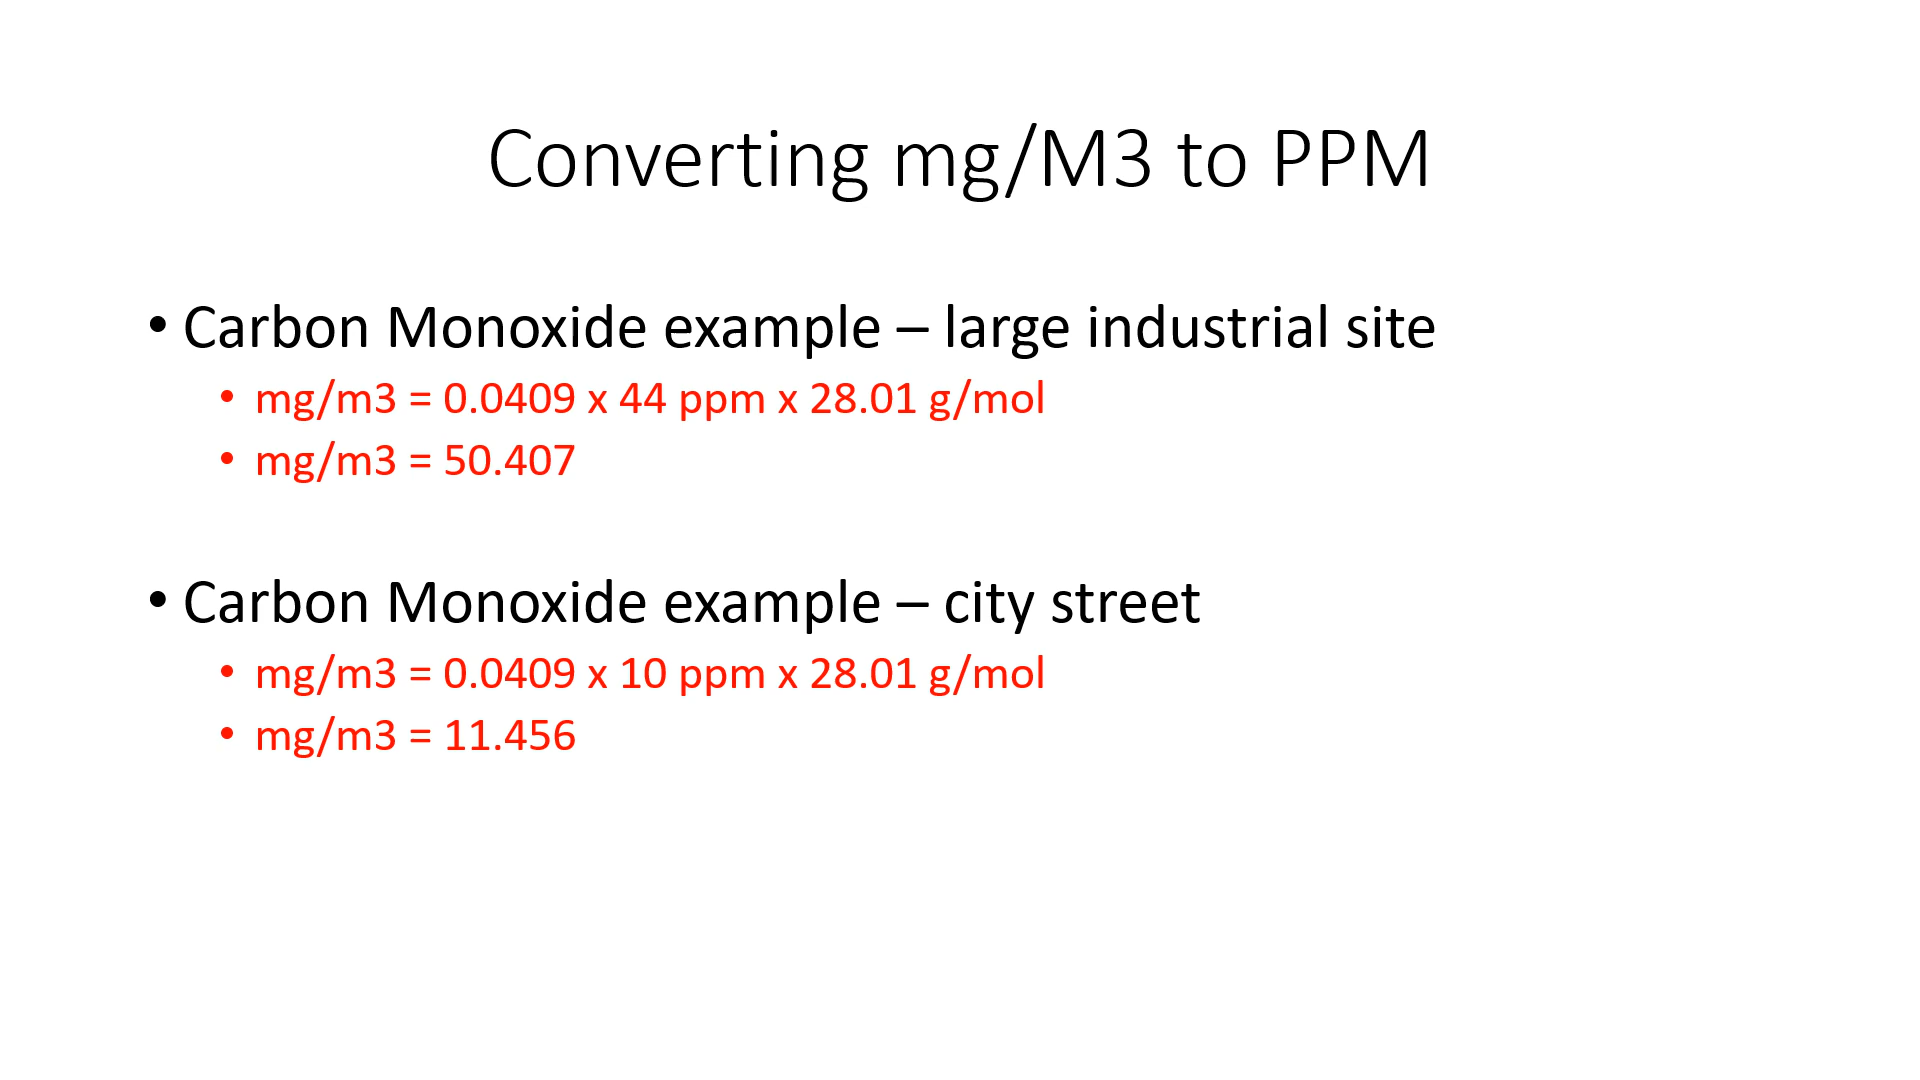 Converting mg/M3 to PPM
• Carbon Monoxide example – large industrial site
• mg/m3 = 0.0409 x 44 ppm x 28.01 g/mol
• mg/m3 = 50.407
• Carbon Monoxide example – city street
• mg/m3 = 0.0409 x 10 ppm x 28.01 g/mol
• mg/m3 = 11.456